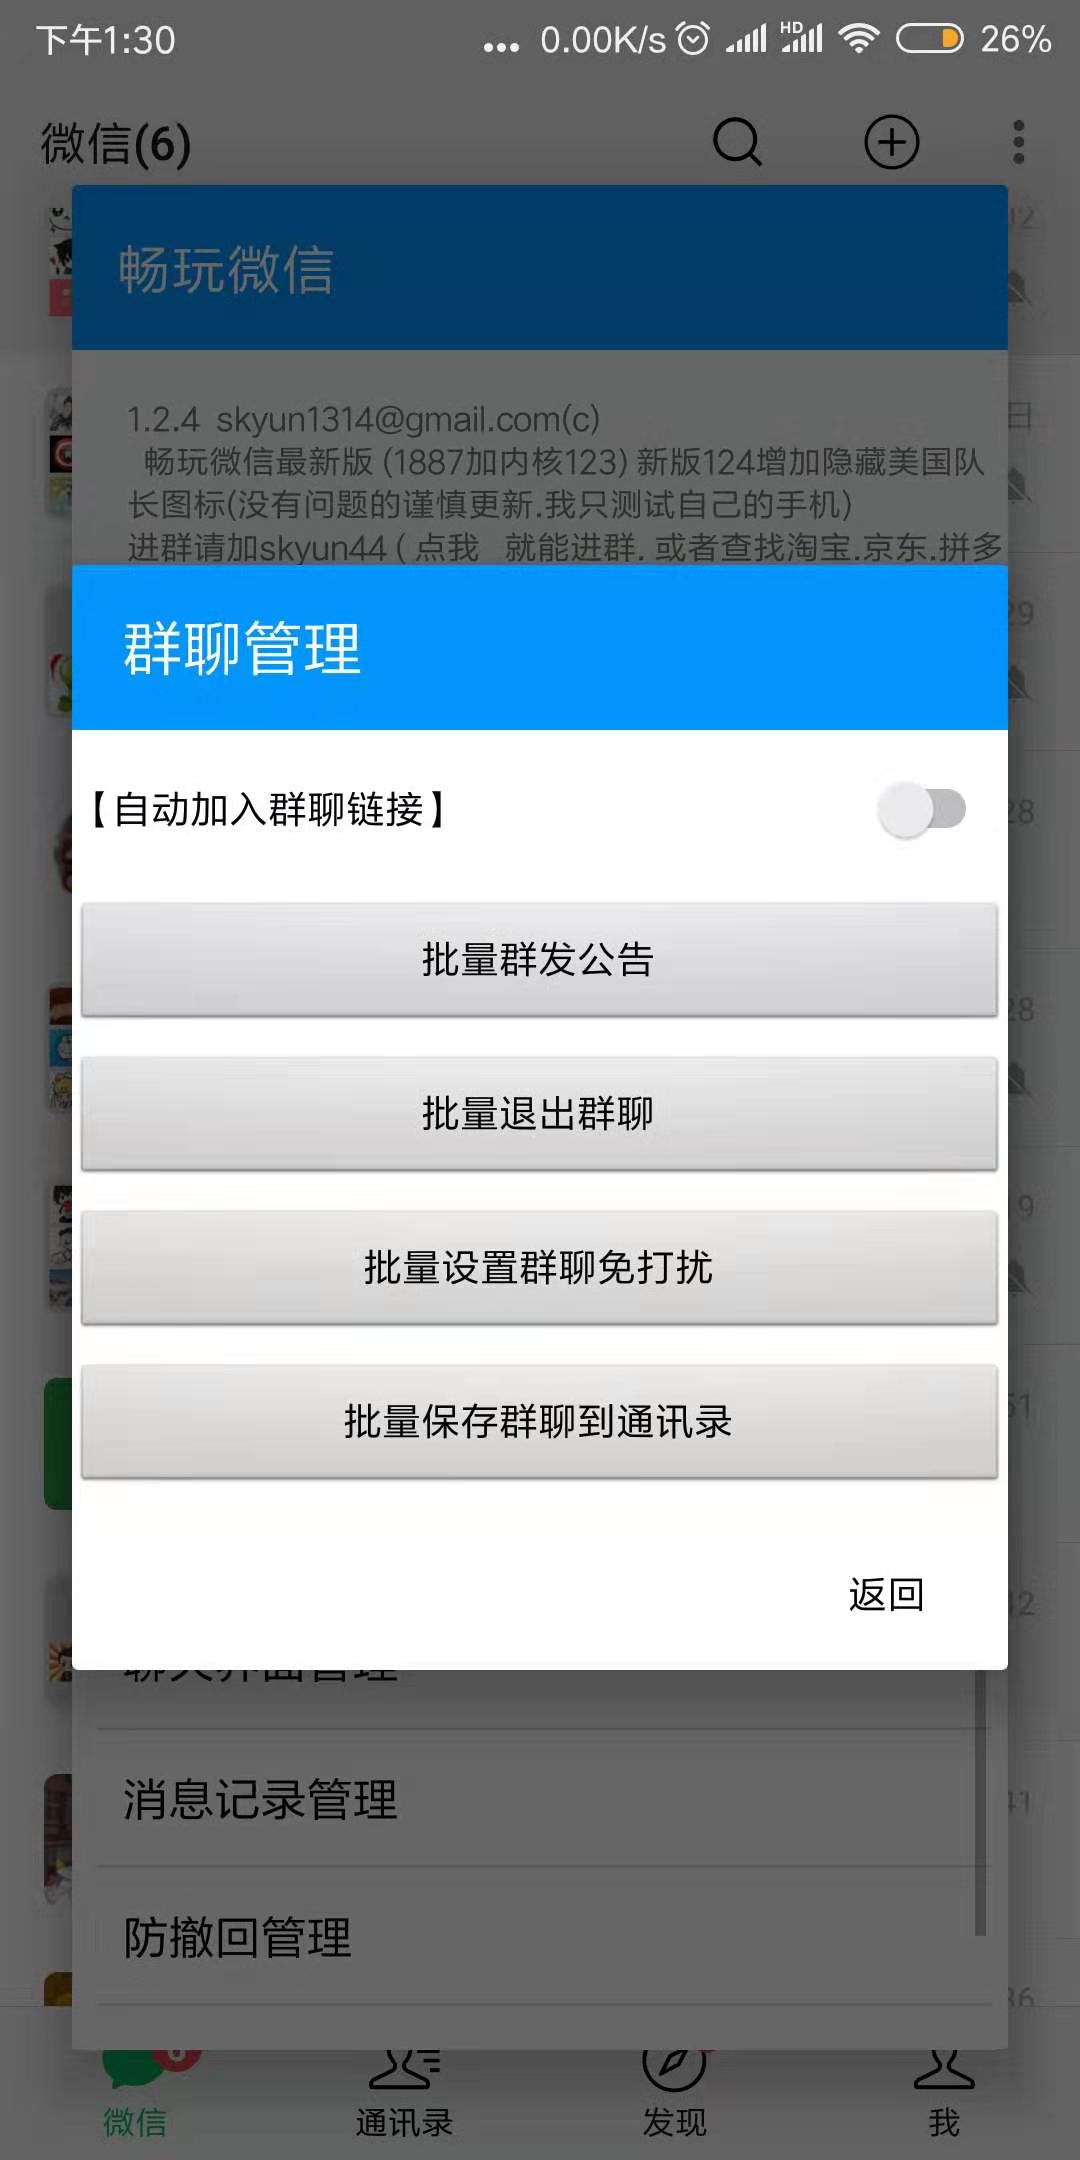 下午1:30
... 0.00K/s HD 26%
微信(6)
畅玩微信
1.2.4 skyun1314@gmail.com(c)
畅玩微信最新版 (1887加内核123) 新版124增加隐藏美国队
长图标(没有问题的谨慎更新.我只测试自己的手机)
进群请加skyun44 ( 点我 就能进群. 或者查找淘宝.京东.拼多
群聊管理
【自动加入群聊链接】
批量群发公告
批量退出群聊
批量设置群聊免打扰
批量保存群聊到通讯录
返回
聊天界面管理
消息记录管理
防撤回管理
微信
通讯录
发现
我